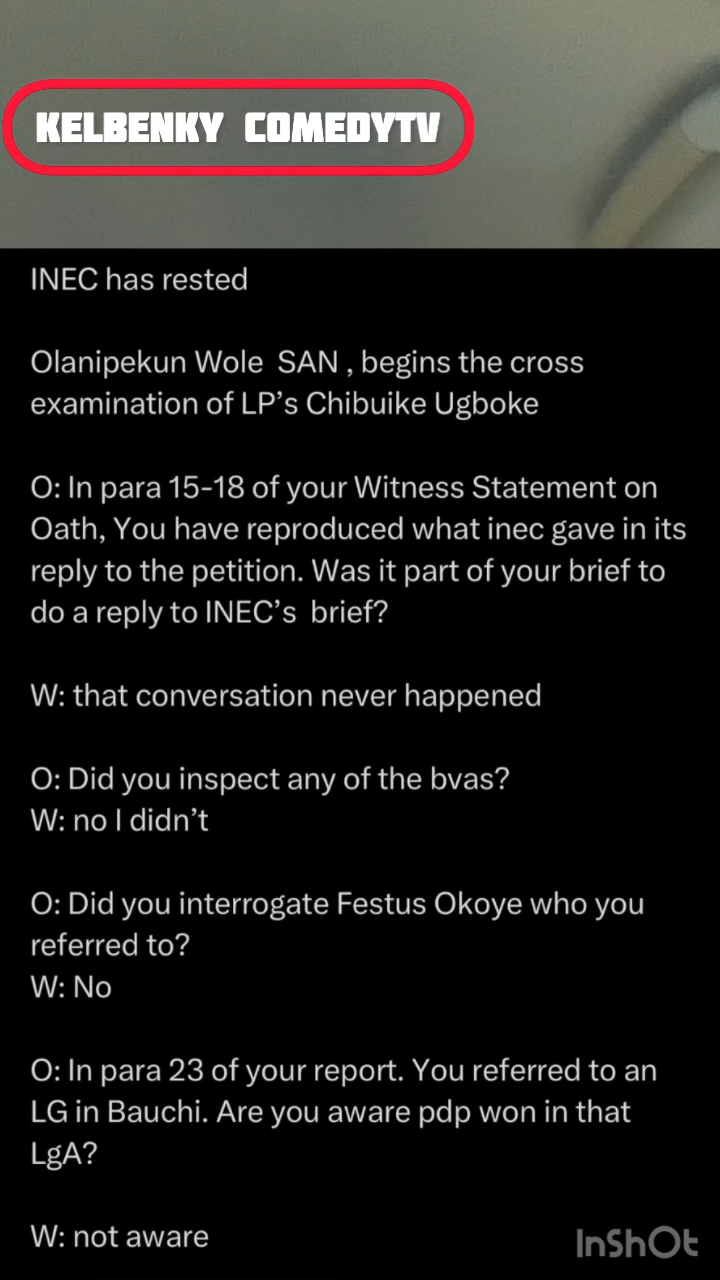 KELBENKY COMEDYTV
INEC has rested
Olanipekun Wole SAN , begins the cross
examination of LP’s Chibuike Ugboke
O: In para 15-18 of your Witness Statement on
Oath, You have reproduced what inec gave in its
reply to the petition. Was it part of your brief to
do a reply to INEC’s brief?
W: that conversation never happened
O: Did you inspect any of the bvas?
W: no I didn’t
O: Did you interrogate Festus Okoye who you
referred to?
W: No
O: In para 23 of your report. You referred to an
LG in Bauchi. Are you aware pdp won in that
LgA?
W: not aware
InShOt